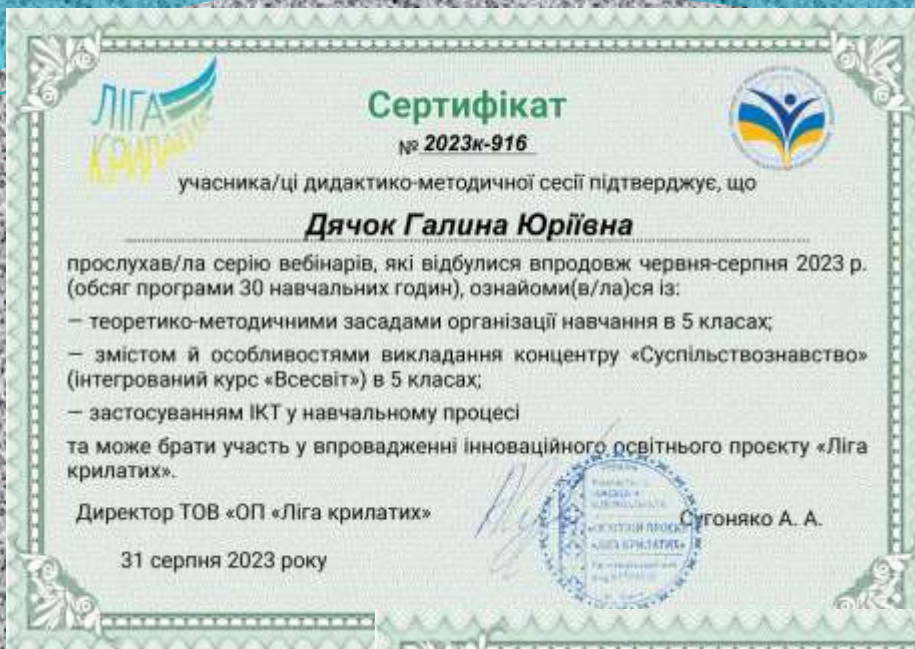 ЛІГА
КРИЛАТИХ
Сертифікат
№ 2023к-916
учасника/ці дидактико-методичної сесії підтверджує, що
Дячок Галина Юріївна
прослухав/ла серію вебінарів, які відбулися впродовж червня-серпня 2023 р.
(обсяг програми 30 навчальних годин), ознайоми(в/ла)ся із:
— теоретико-методичними засадами організації навчання в 5 класах;
— змістом й особливостями викладання концентру «Суспільствознавство»
(інтегрований курс «Всесвіт») в 5 класах;
— застосуванням ІКТ у навчальному процесі
та може брати участь у впровадженні інноваційного освітнього проєкту «Ліга
крилатих».
Директор ТОВ «ОП «Ліга крилатих»
Сугоняко А. А.
«ОСВІТНІЙ ПРОЄКТ
«ЛІГА КРИЛАТИХ»
31 серпня 2023 року